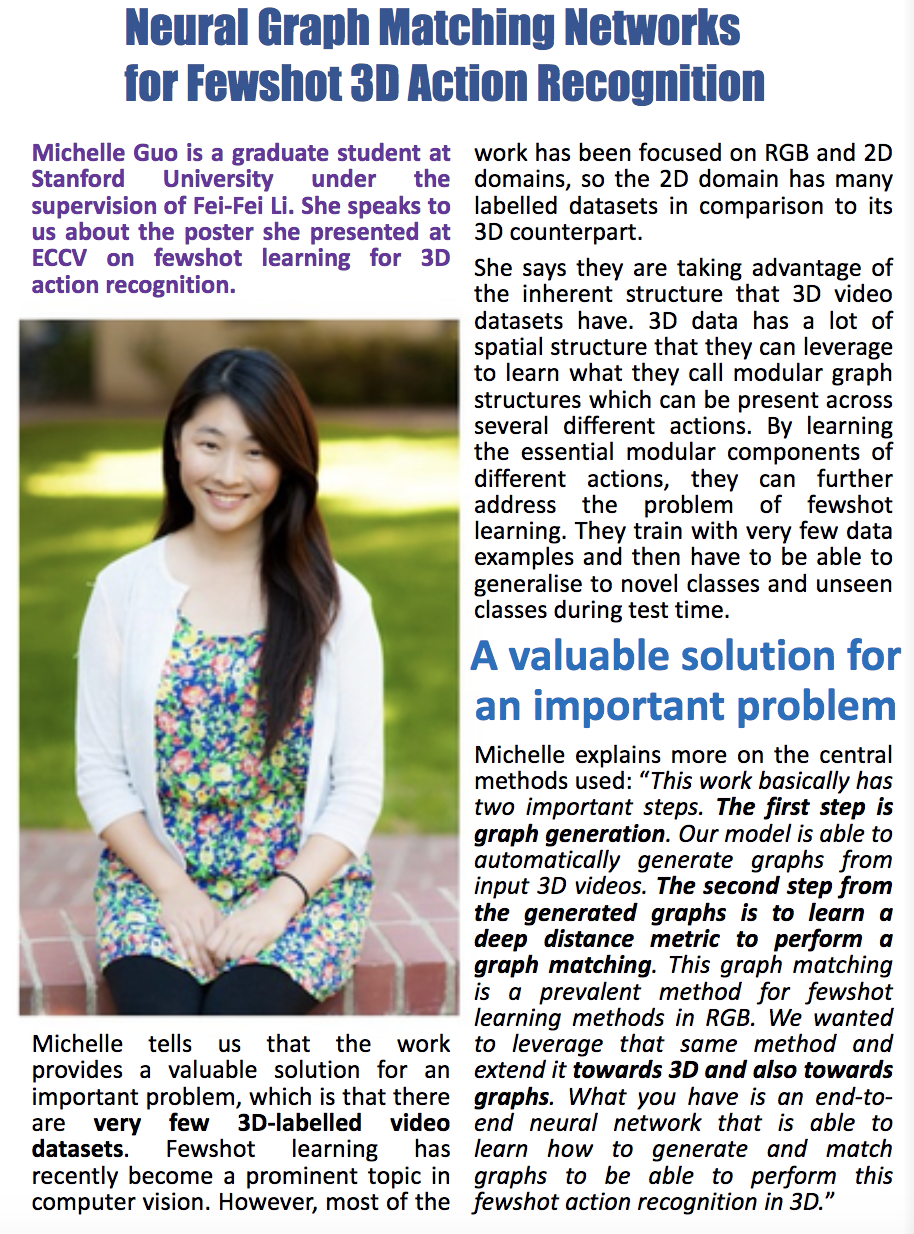 Neural Graph Matching Networks
for Fewshot 3D Action Recognition
Michelle Guo is a graduate student at
Stanford University under the
supervision of Fei-Fei Li. She speaks to
us about the poster she presented at
ECCV on fewshot learning for 3D
action recognition.
Michelle tells us that the work
provides a valuable solution for an
important problem, which is that there
are very few 3D-labelled video
datasets. Fewshot learning has
recently become a prominent topic in
computer vision. However, most of the
work has been focused on RGB and 2D
domains, so the 2D domain has many
labelled datasets in comparison to its
3D counterpart.
She says they are taking advantage of
the inherent structure that 3D video
datasets have. 3D data has a lot of
spatial structure that they can leverage
to learn what they call modular graph
structures which can be present across
several different actions. By learning
the essential modular components of
different actions, they can further
address the problem of fewshot
learning. They train with very few data
examples and then have to be able to
generalise to novel classes and unseen
classes during test time.
A valuable solution for
an important problem
Michelle explains more on the central
methods used: “This work basically has
two important steps. The first step is
graph generation. Our model is able to
automatically generate graphs from
input 3D videos. The second step from
the generated graphs is to learn a
deep distance metric to perform a
graph matching. This graph matching
is a prevalent method for fewshot
learning methods in RGB. We wanted
to leverage that same method and
extend it towards 3D and also towards
graphs. What you have is an end-to-
end neural network that is able to
learn how to generate and match
graphs to be able to perform this
fewshot action recognition in 3D.”